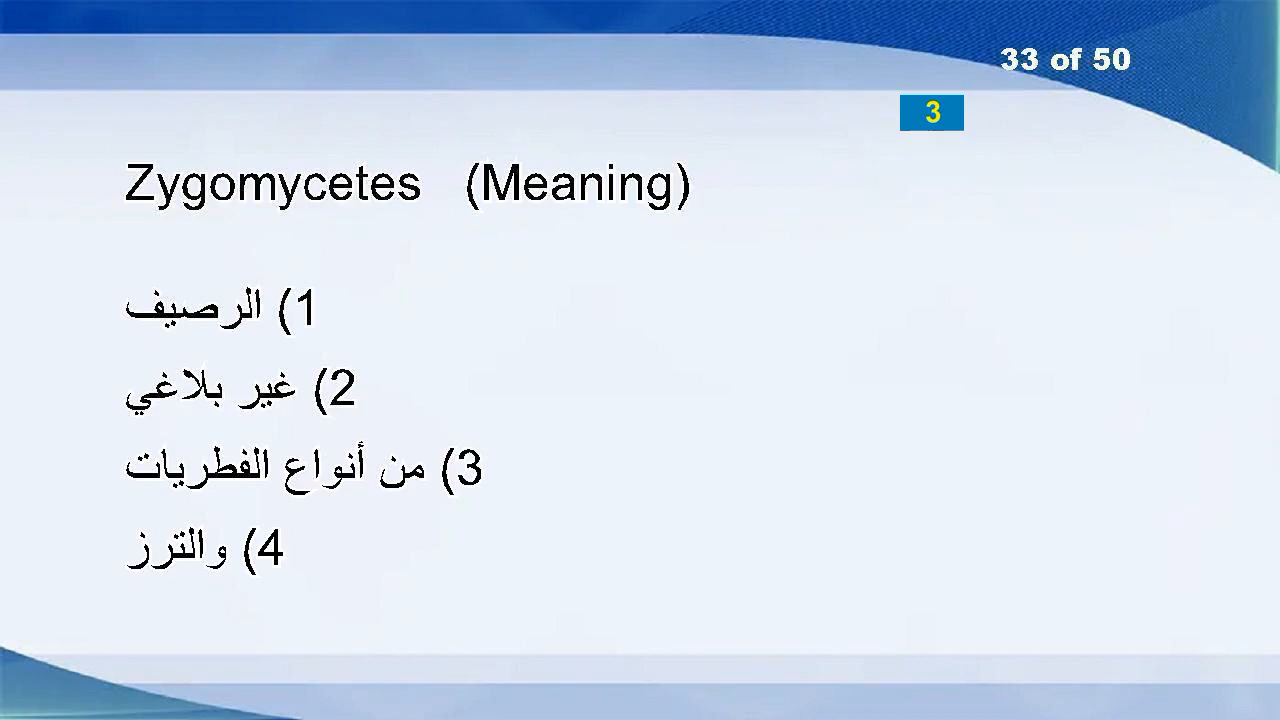 33 of 50
3
Zygomycetes (Meaning)
1) الرصيف
2) غير بلاغي
3) من أنواع الفطريات
4) والترز